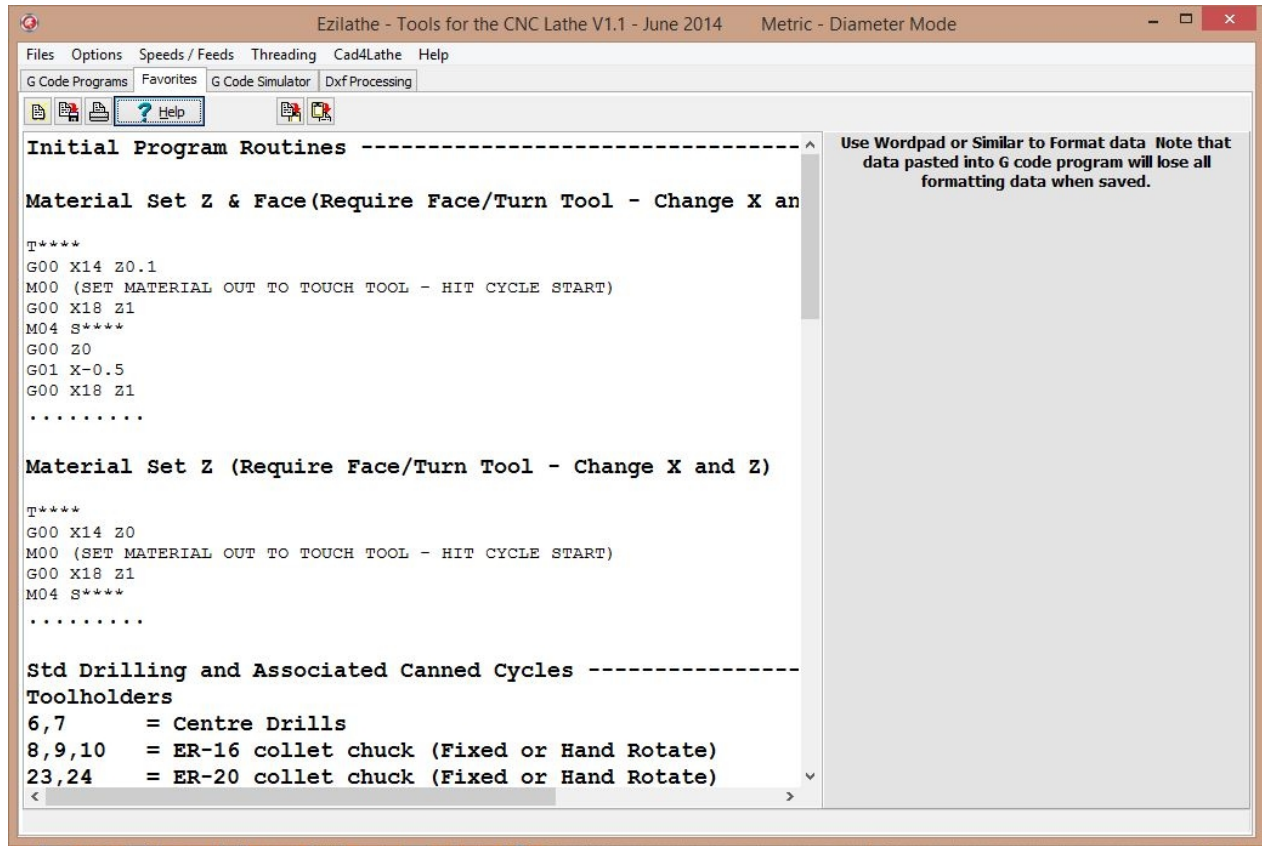 Ezilathe - Tools for the CNC Lathe V1.1 - June 2014 Metric - Diameter Mode
Files Options Speeds / Feeds Threading Cad4Lathe Help
G Code Programs Favorites G Code Simulator Dxf Processing
? Help
Initial Program Routines -------------------------------
Material Set Z & Face(Require Face/Turn Tool - Change X an
T****
G00 X14 Z0.1
M00 (SET MATERIAL OUT TO TOUCH TOOL - HIT CYCLE START)
G00 X18 Z1
M04 S****
G00 Z0
G01 X-0.5
G00 X18 Z1
.........
Material Set Z (Require Face/Turn Tool - Change X and Z)
T****
G00 X14 Z0
M00 (SET MATERIAL OUT TO TOUCH TOOL - HIT CYCLE START)
G00 X18 Z1
M04 S****
.........
Std Drilling and Associated Canned Cycles ---------------
Toolholders
6,7 = Centre Drills
8,9,10 = ER-16 collet chuck (Fixed or Hand Rotate)
23,24 = ER-20 collet chuck (Fixed or Hand Rotate)
Use Wordpad or Similar to Format data Note that
data pasted into G code program will lose all
formatting data when saved.